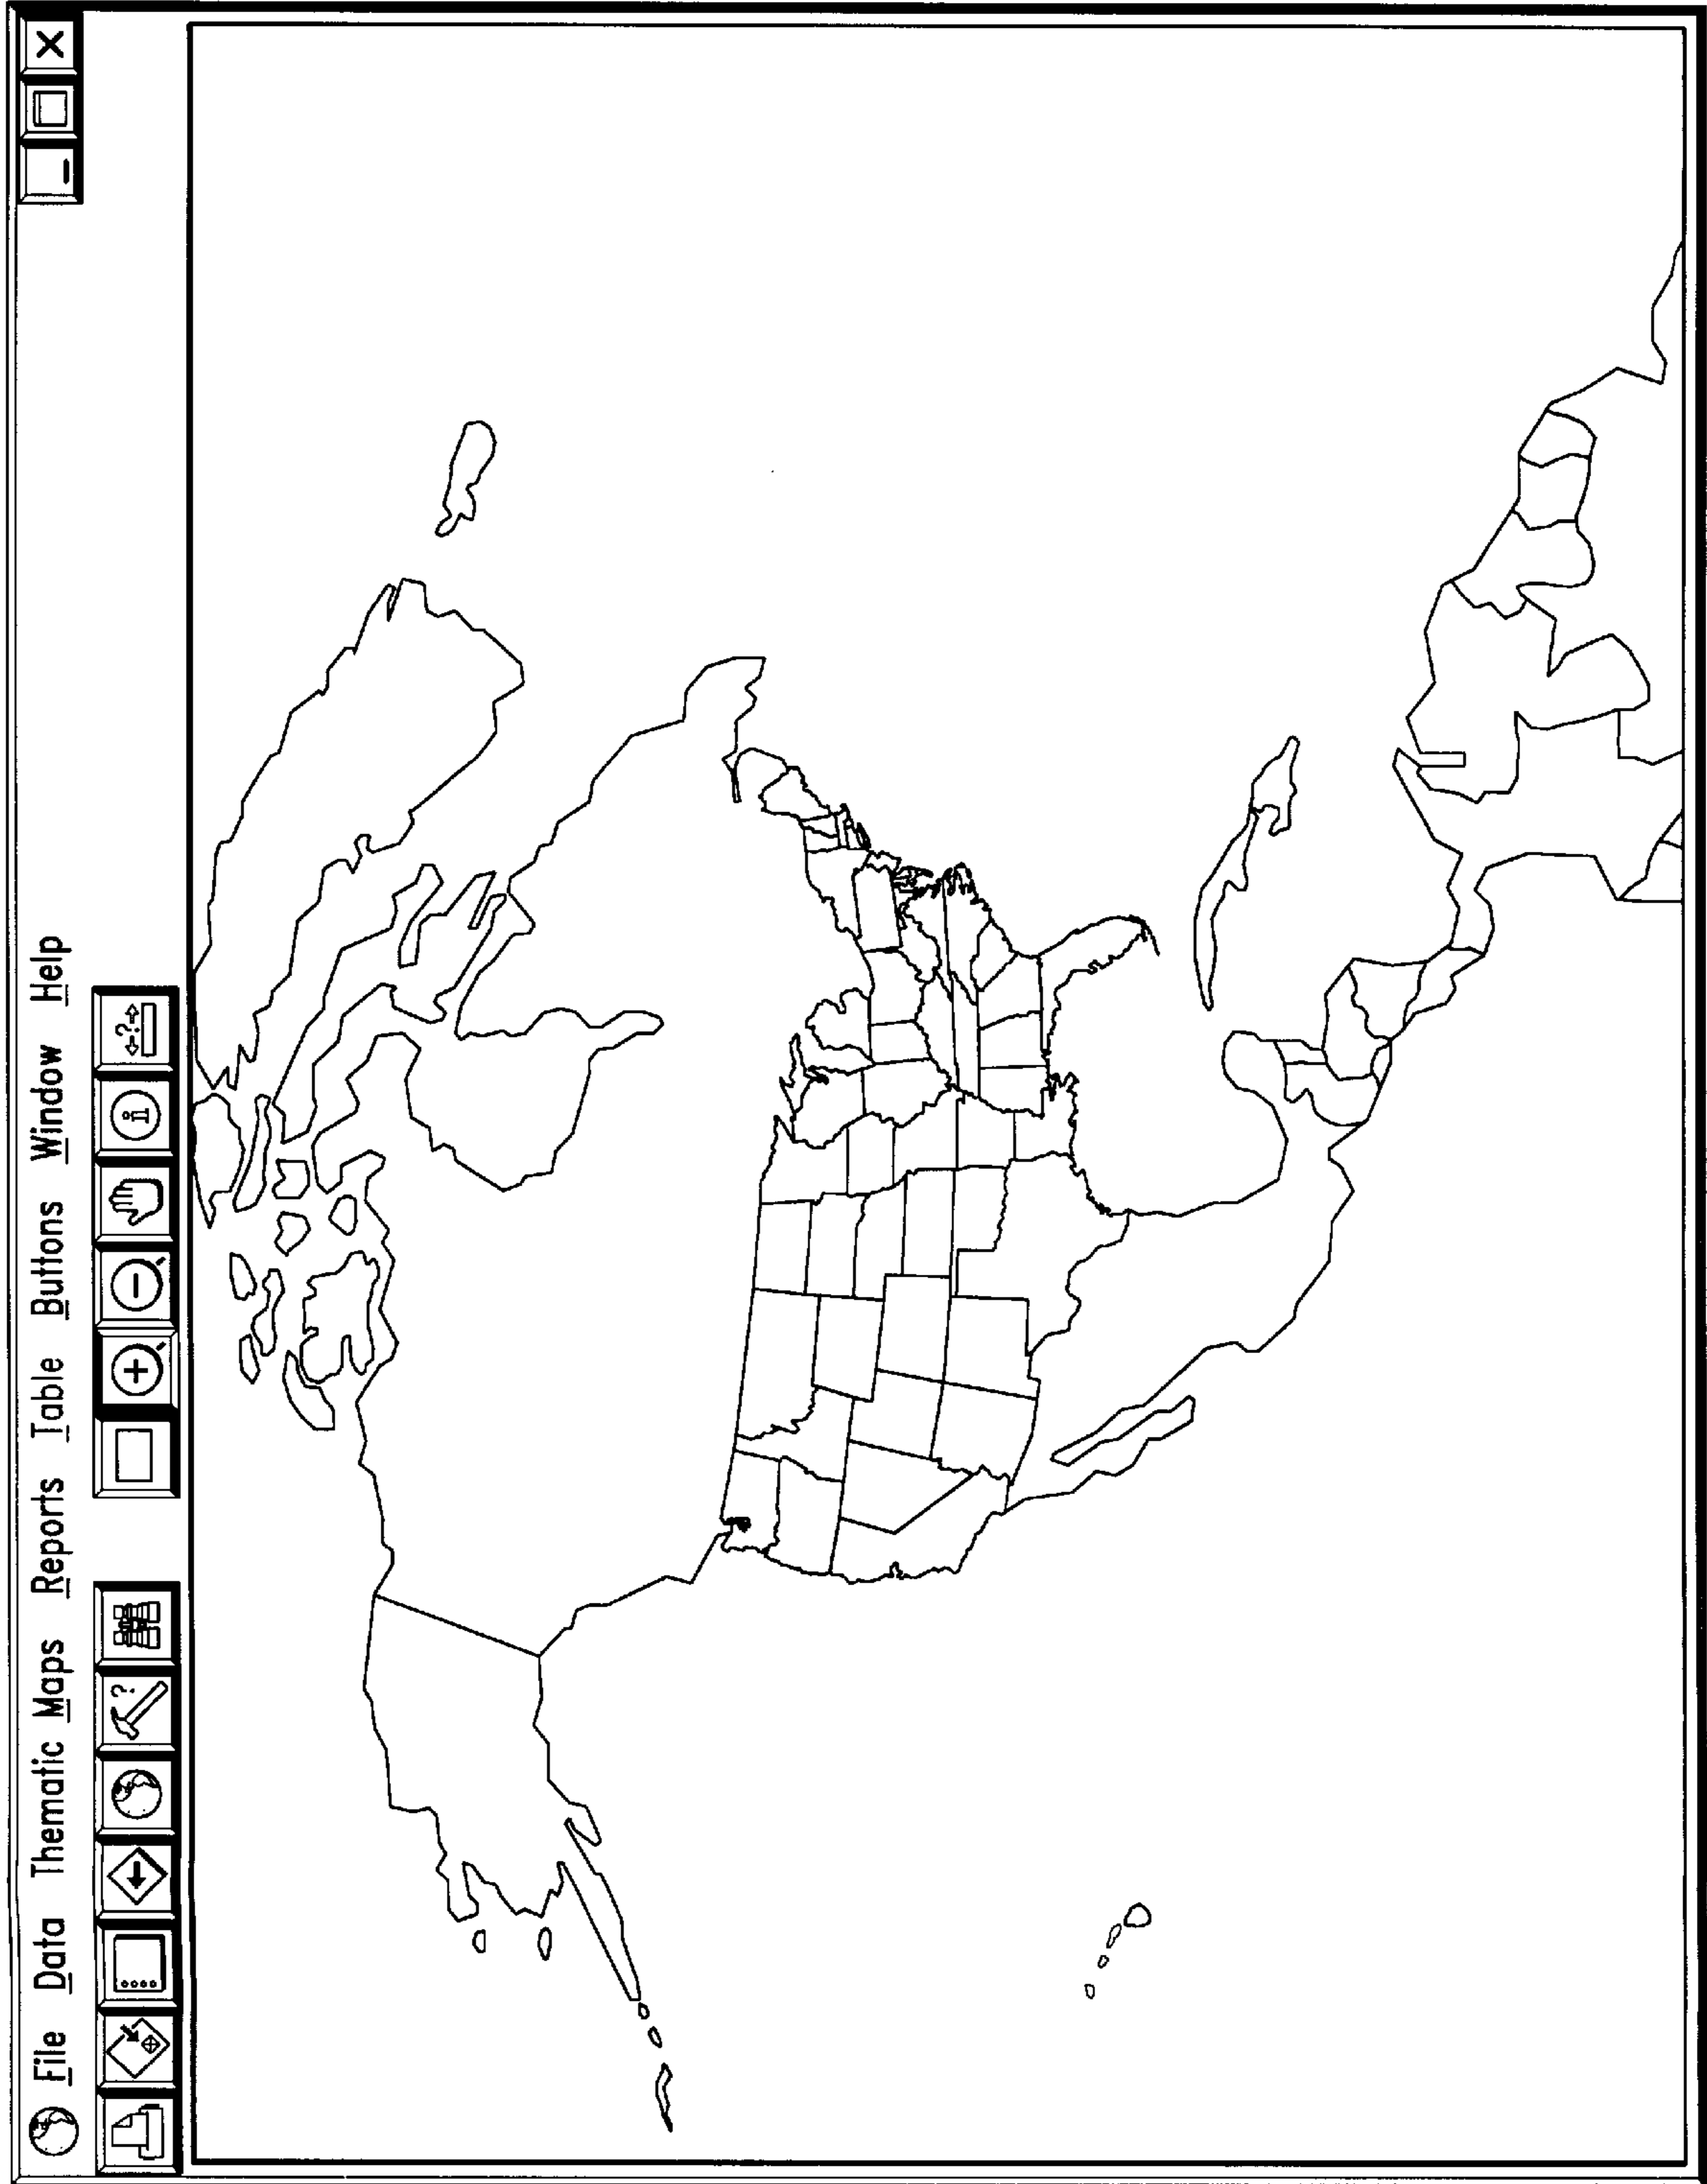 File Data Thematic Maps Reports Table Buttons Window Help
? i ?